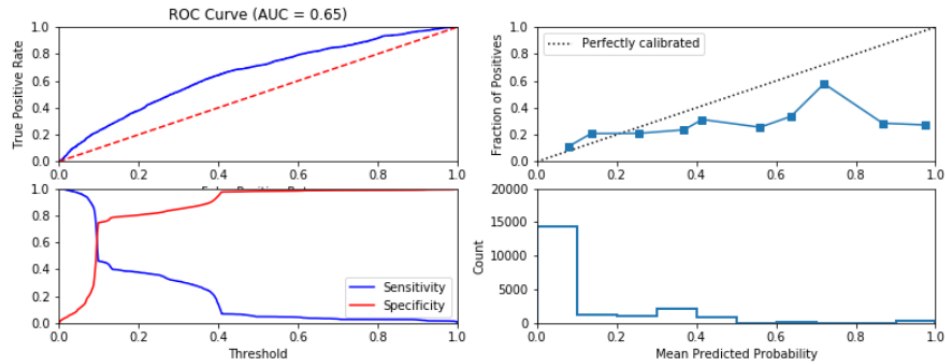 ROC Curve (AUC = 0.65)
True Positive Rate
1.0
0.8
0.6
0.4
0.2
0.0
0.0 0.2 0.4 0.6 0.8 1.0
Fraction of Positives
1.0
0.8
0.6
0.4
0.2
0.0
Perfectly calibrated
0.0 0.2 0.4 0.6 0.8 1.0
1.0
0.8
0.6
0.4
0.2
0.0
Sensitivity
Specificity
0.0 0.2 0.4 0.6 0.8 1.0
Threshold
Count
20000
15000
10000
5000
0
0.0 0.2 0.4 0.6 0.8 1.0
Mean Predicted Probability